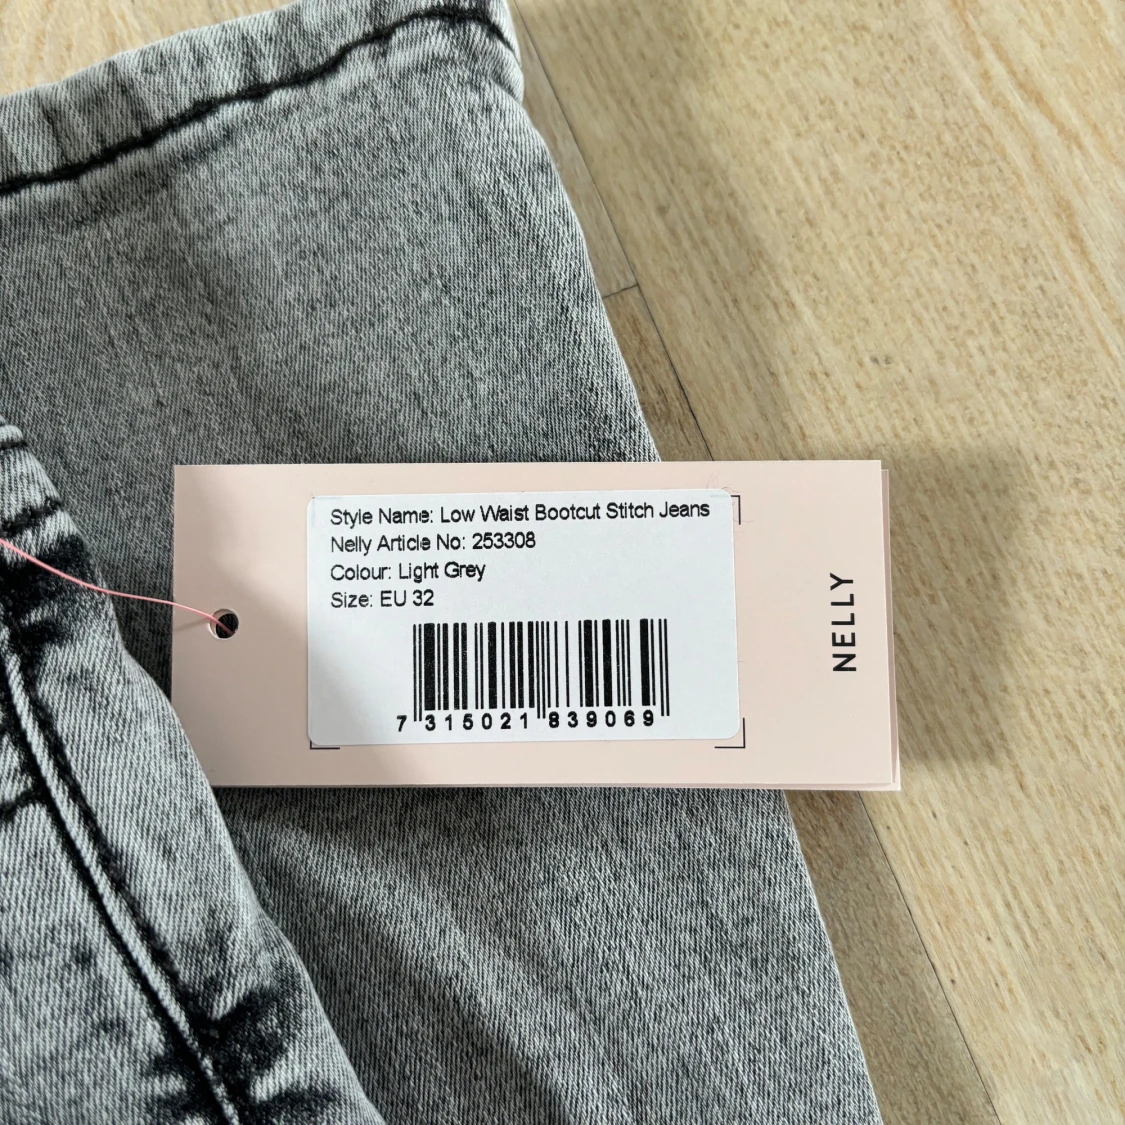 Style Name: Low Waist Bootcut Stitch Jeans
Nelly Article No: 253308
Colour: Light Grey
Size: EU 32
7 315021 839069
NELLY